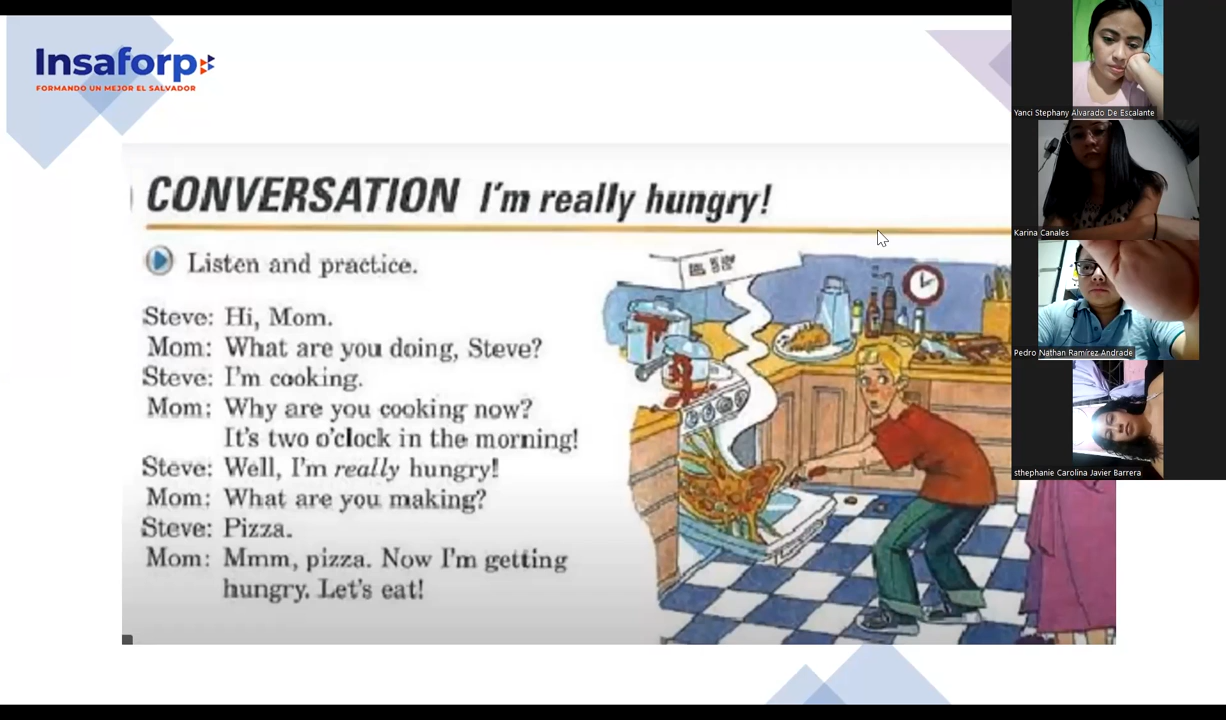 Insaforp
FORMANDO UN MEJOR EL SALVADOR
CONVERSATION I'm really hungry!
Listen and practice.
Steve: Hi, Mom.
Mom: What are you doing, Steve?
Steve: I'm cooking.
Mom: Why are you cooking now?
It's two o'clock in the morning!
Steve: Well, I'm really hungry!
Mom: What are you making?
Steve: Pizza.
Mom: Mmm, pizza. Now I'm getting
hungry. Let's eat!
Yanci Stephany Alvarado De Escalante
Karina Canales
Pedro Nathan Ramírez Andrade
sthephanie Carolina Javier Barrera